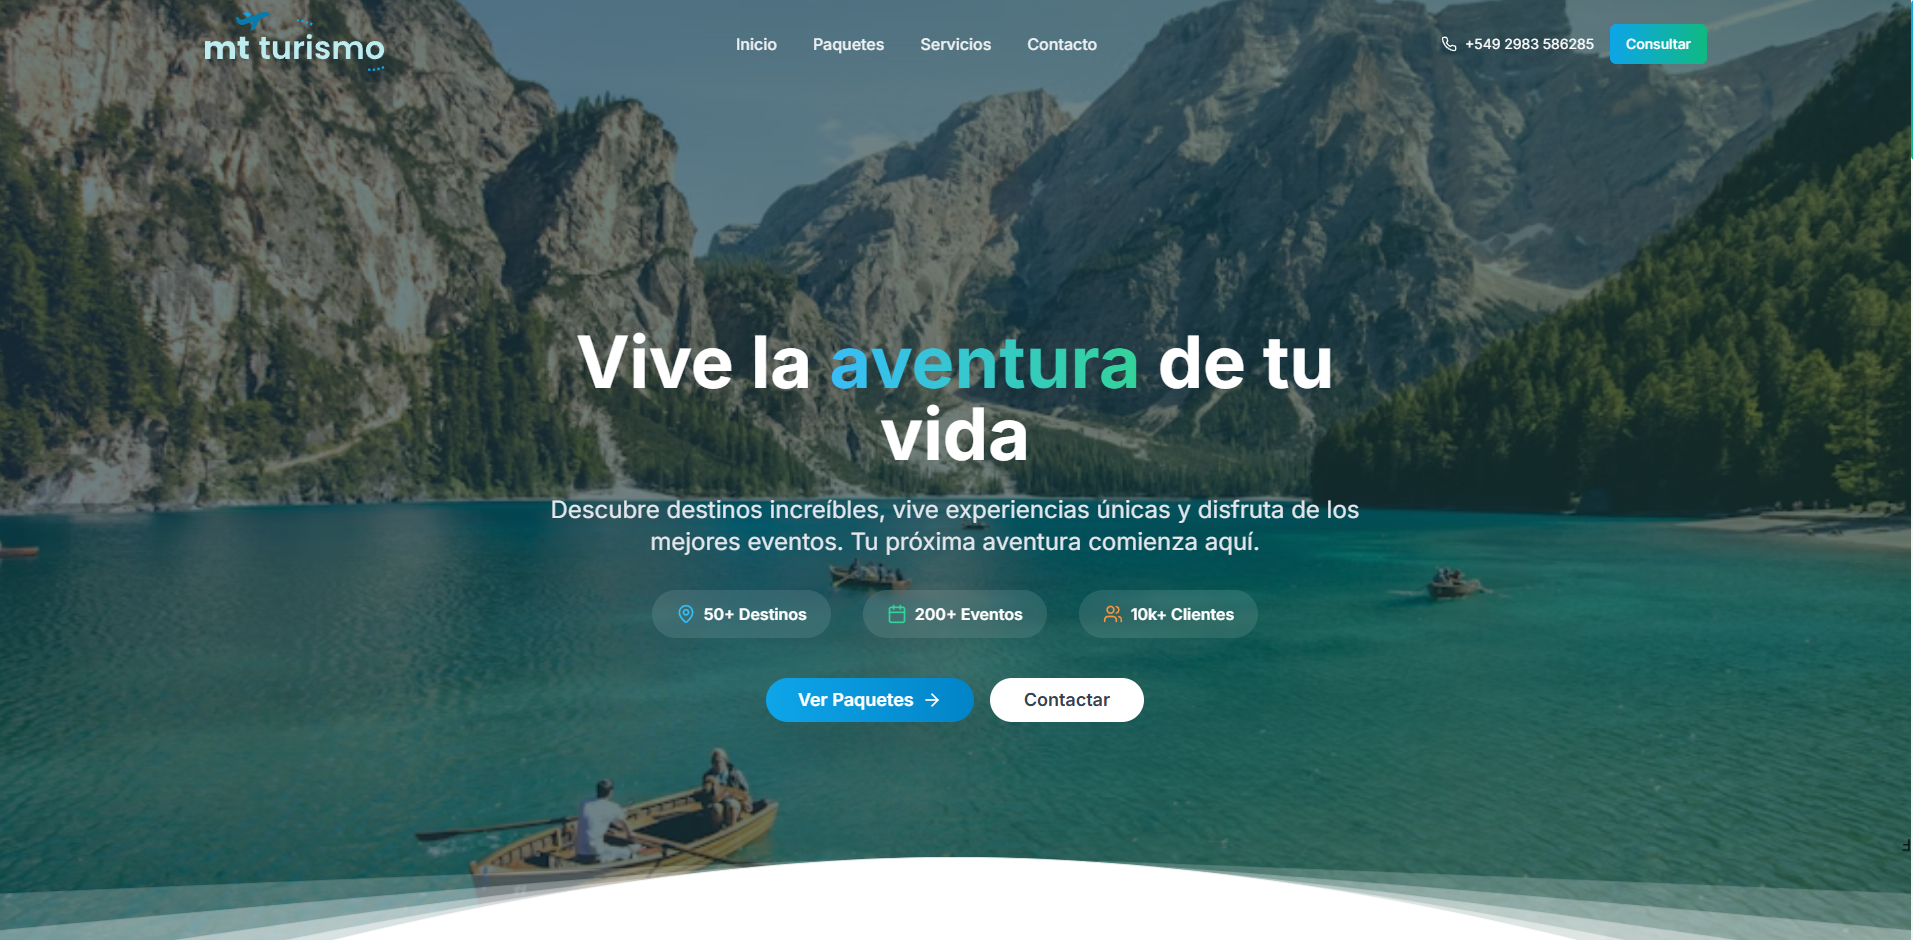 mt turismo
Inicio
Paquetes
Servicios
Contacto
+549 2983 586285
Consultar
Vive la aventura de tu
vida
Descubre destinos increíbles, vive experiencias únicas y disfruta de los
mejores eventos. Tu próxima aventura comienza aquí.
50+ Destinos
200+ Eventos
10k+ Clientes
Ver Paquetes
Contactar